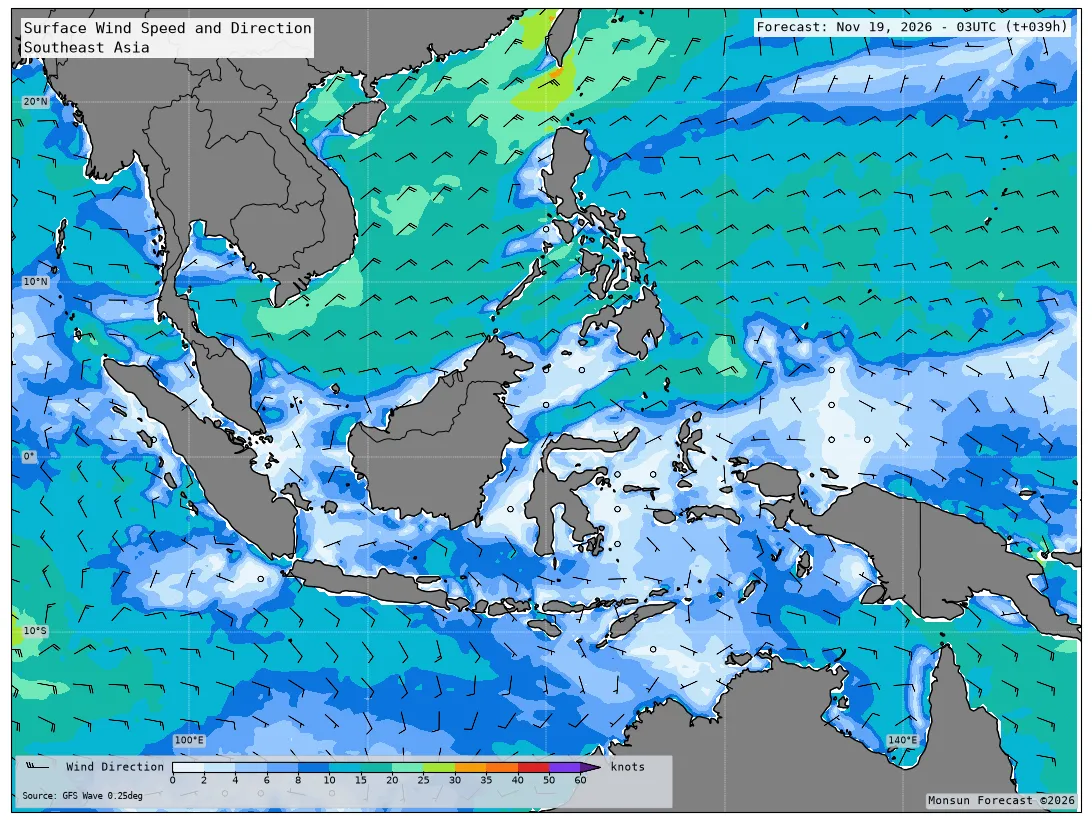 Surface Wind Speed and Direction
Southeast Asia
Forecast: Nov 19, 2026 - 03UTC (t+039h)
20°N
10°N
0°
10°S
100°E
140°E
Wind Direction
0 2 4 6 8 10 15 20 25 30 35 40 50 60
knots
Source: GFS Wave 0.25deg
Monsun Forecast ©2026